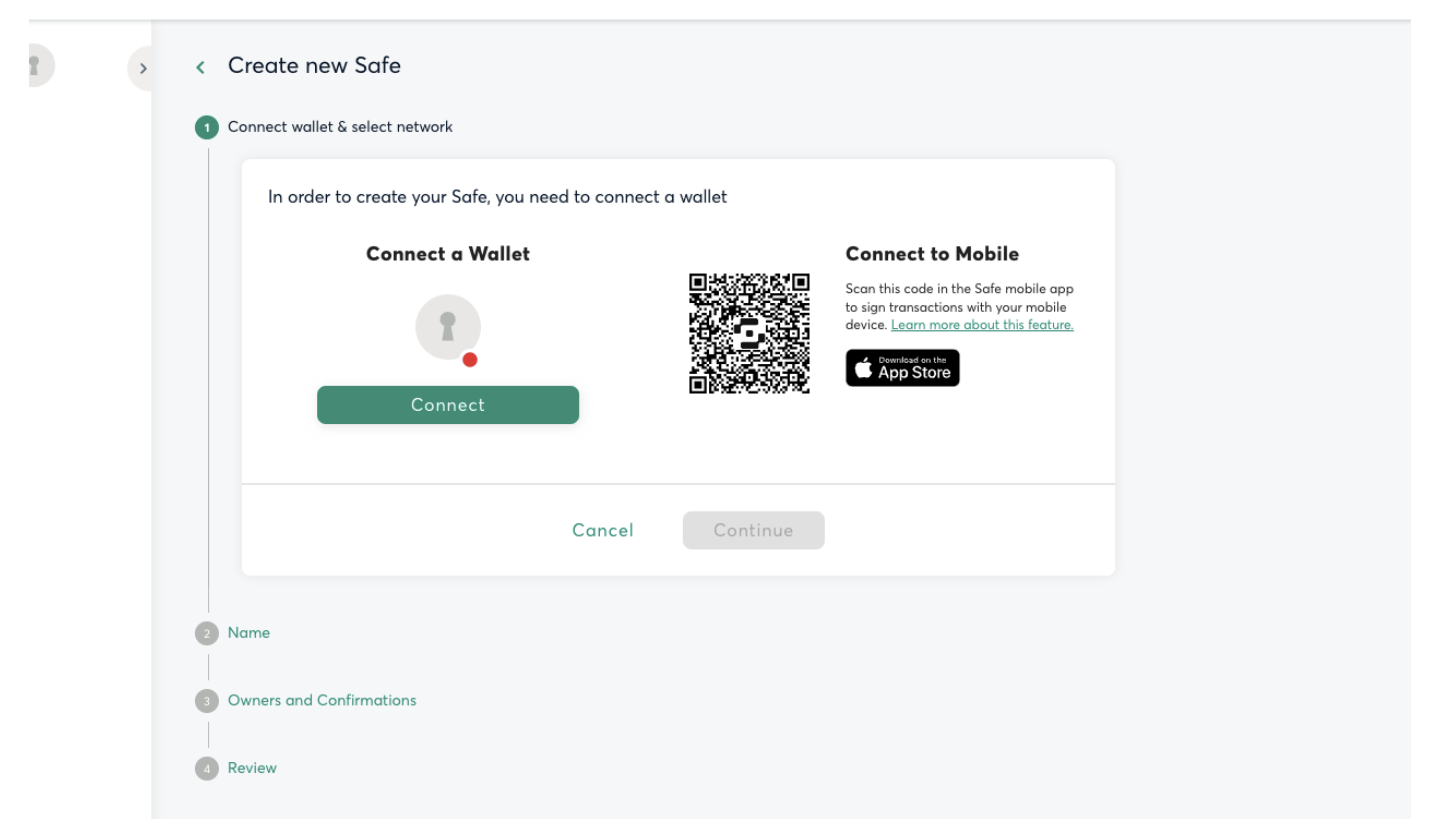 Create new Safe
1 Connect wallet & select network
In order to create your Safe, you need to connect a wallet
Connect a Wallet
Connect
Connect to Mobile
Scan this code in the Safe mobile app
to sign transactions with your mobile
device. Learn more about this feature.
Download on the
App Store
Cancel
Continue
2 Name
3 Owners and Confirmations
4 Review